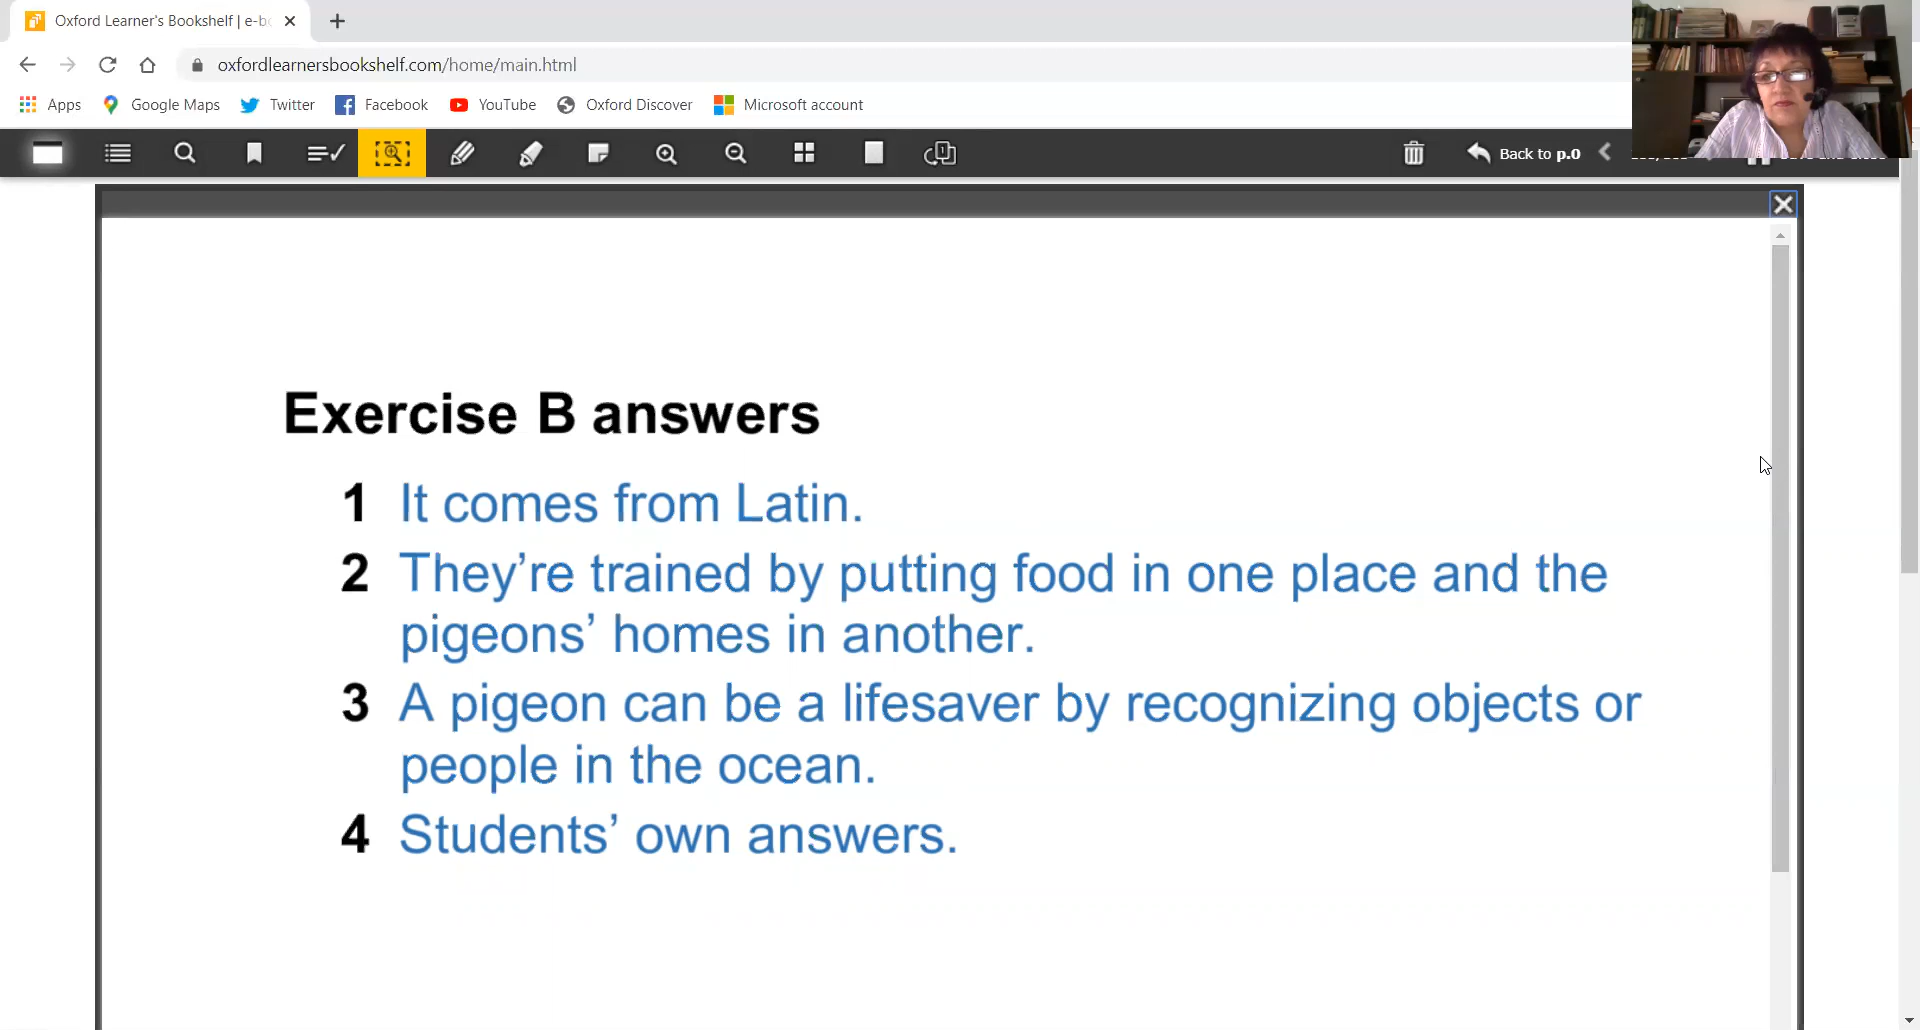 Oxford Learner's Bookshelf | e-bo
oxfordlearnersbookshelf.com/home/main.html
Apps Google Maps Twitter Facebook YouTube Oxford Discover Microsoft account
Back to p.0
Exercise B answers
1 It comes from Latin.
2 They’re trained by putting food in one place and the
pigeons’ homes in another.
3 A pigeon can be a lifesaver by recognizing objects or
people in the ocean.
4 Students’ own answers.